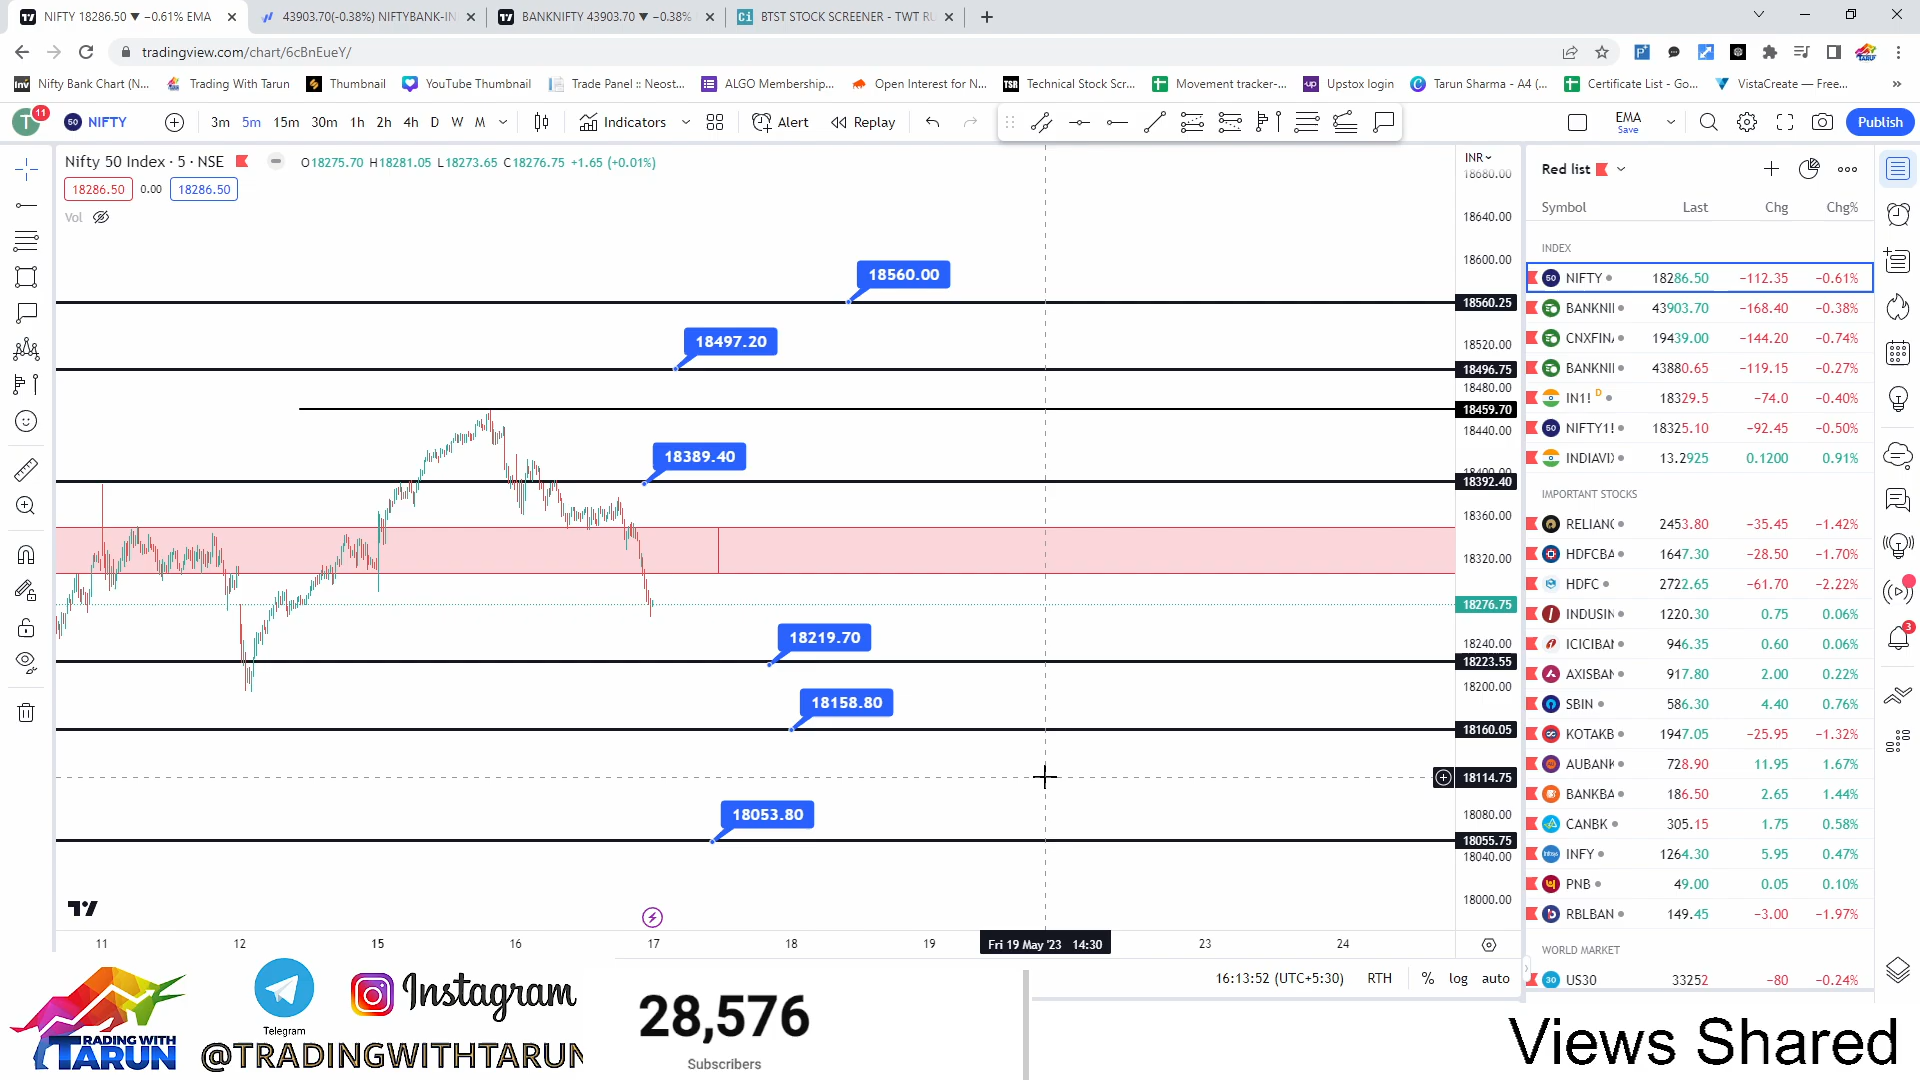 NIFTY 18286.50 ▼ −0.61% EMA
43903.70(-0.38%) NIFTYBANK-IN
BANKNIFTY 43903.70 ▼ −0.38%
BTST STOCK SCREENER - TWT RU
tradingview.com/chart/6cBnEueY/
Nifty Bank Chart (N...
Trading With Tarun
Thumbnail
YouTube Thumbnail
Trade Panel :: Neost...
ALGO Membership...
Open Interest for N...
Technical Stock Scr...
Movement tracker-...
Upstox login
Tarun Sharma - A4 (...
Certificate List - Go...
VistaCreate — Free...
T 11
NIFTY
3m 5m 15m 30m 1h 2h 4h D W M
Indicators
Alert
Replay
EMA
Save
Publish
Nifty 50 Index · 5 · NSE
O18275.70 H18281.05 L18273.65 C18276.75 +1.65 (+0.01%)
18286.50 0.00 18286.50
Vol
INR
18680.00
18640.00
18600.00
18560.25
18520.00
18496.75
18480.00
18459.70
18440.00
18400.00
18392.40
18360.00
18320.00
18276.75
18240.00
18223.55
18200.00
18160.05
18114.75
18080.00
18055.75
18040.00
18000.00
18560.00
18497.20
18389.40
18219.70
18158.80
18053.80
11 12 15 16 17 18 19 Fri 19 May '23 14:30 23 24
16:13:52 (UTC+5:30) RTH % log auto
Red list
Symbol Last Chg Chg%
INDEX
NIFTY 18286.50 −112.35 −0.61%
BANKNI 43903.70 −168.40 −0.38%
CNXFIN 19439.00 −144.20 −0.74%
BANKNI 43880.65 −119.15 −0.27%
IN1! D 18329.5 −74.0 −0.40%
NIFTY1! 18325.10 −92.45 −0.50%
INDIAVI 13.2925 0.1200 0.91%
IMPORTANT STOCKS
RELIAN 2453.80 −35.45 −1.42%
HDFCBA 1647.30 −28.50 −1.70%
HDFC 2722.65 −61.70 −2.22%
INDUSIN 1220.30 0.75 0.06%
ICICIBA 946.35 0.60 0.06%
AXISBAN 917.80 2.00 0.22%
SBIN 586.30 4.40 0.76%
KOTAKB 1947.05 −25.95 −1.32%
AUBANK 728.90 11.95 1.67%
BANKBA 186.50 2.65 1.44%
CANBK 305.15 1.75 0.58%
INFY 1264.30 5.95 0.47%
PNB 49.00 0.05 0.10%
RBLBAN 149.45 −3.00 −1.97%
WORLD MARKET
US30 33252 −80 −0.24%
3
TRADING WITH
TARUN
Telegram
Instagram
@TRADINGWITHTARUN
28,576
Subscribers
Views Shared